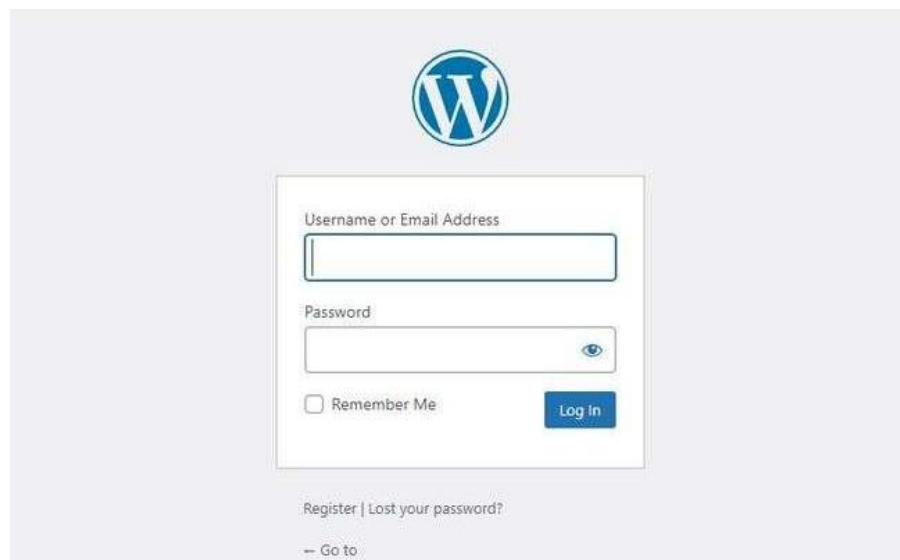 Username or Email Address
Password
Remember Me
Log In
Register | Lost your password?
← Go to